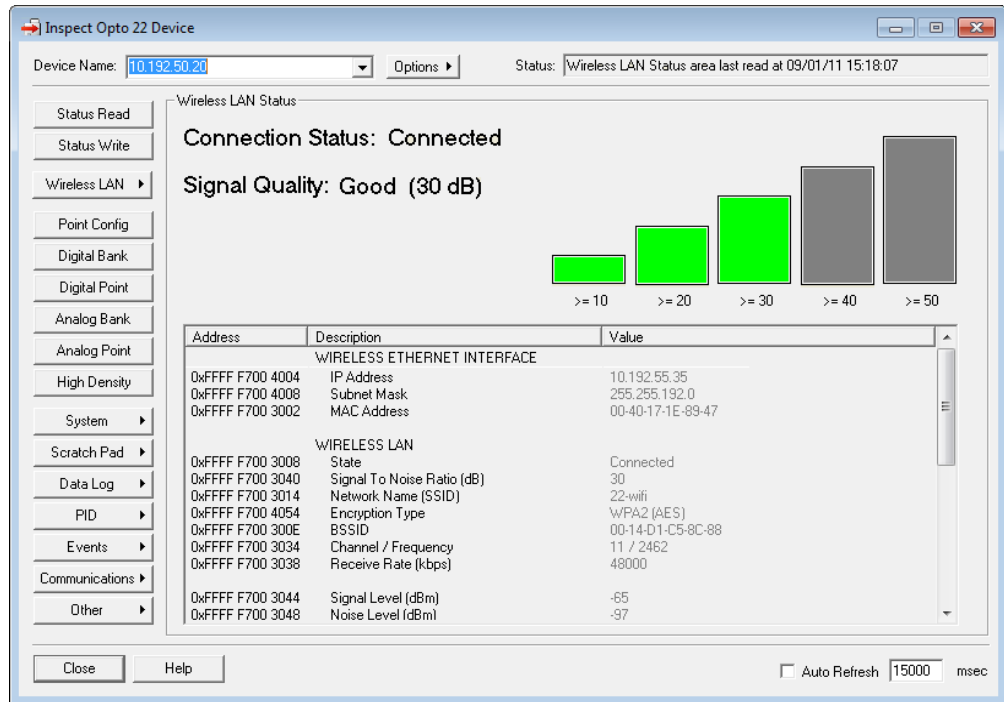 Inspect Opto 22 Device
Device Name: 10.192.50.20 Options Status: Wireless LAN Status area last read at 09/01/11 15:18:07
Status Read
Status Write
Wireless LAN
Point Config
Digital Bank
Digital Point
Analog Bank
Analog Point
High Density
System
Scratch Pad
Data Log
PID
Events
Communications
Other
Wireless LAN Status
Connection Status: Connected
Signal Quality: Good (30 dB)
>= 10 >= 20 >= 30 >= 40 >= 50
Address Description Value
WIRELESS ETHERNET INTERFACE
0xFFFF F700 4004 IP Address 10.192.55.35
0xFFFF F700 4008 Subnet Mask 255.255.192.0
0xFFFF F700 3002 MAC Address 00-40-17-1E-89-47
WIRELESS LAN
0xFFFF F700 3008 State Connected
0xFFFF F700 3040 Signal To Noise Ratio (dB) 30
0xFFFF F700 3014 Network Name (SSID) 22-wifi
0xFFFF F700 4054 Encryption Type WPA2 (AES)
0xFFFF F700 300E BSSID 00-14-D1-C5-8C-88
0xFFFF F700 3034 Channel / Frequency 11 / 2462
0xFFFF F700 3038 Receive Rate (kbps) 48000
0xFFFF F700 3044 Signal Level (dBm) -65
0xFFFF F700 3048 Noise Level (dBm) -97
Close Help Auto Refresh 15000 msec